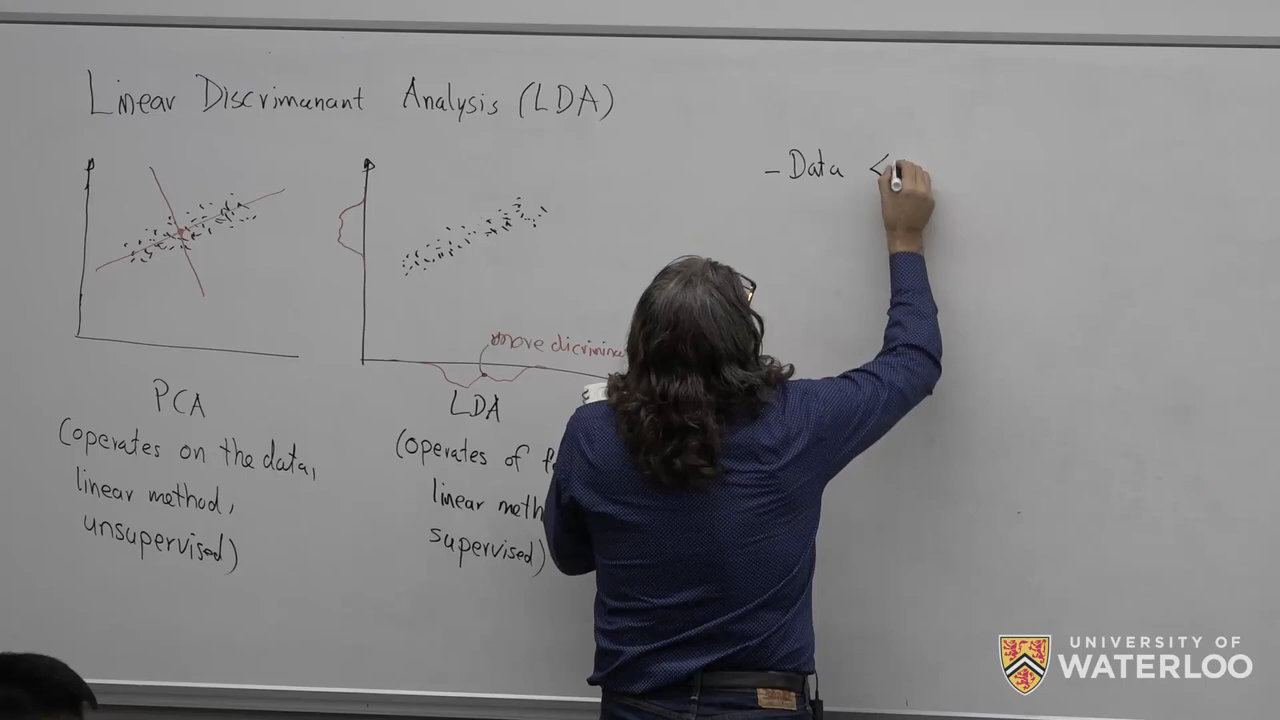 Linear Discrimanant Analysis (LDA)
- Data <
more dicrimina
PCA
(operates on the data,
linear method,
unsupervised)
LDA
(operates of
linear meth
supervised)
UNIVERSITY OF
WATERLOO